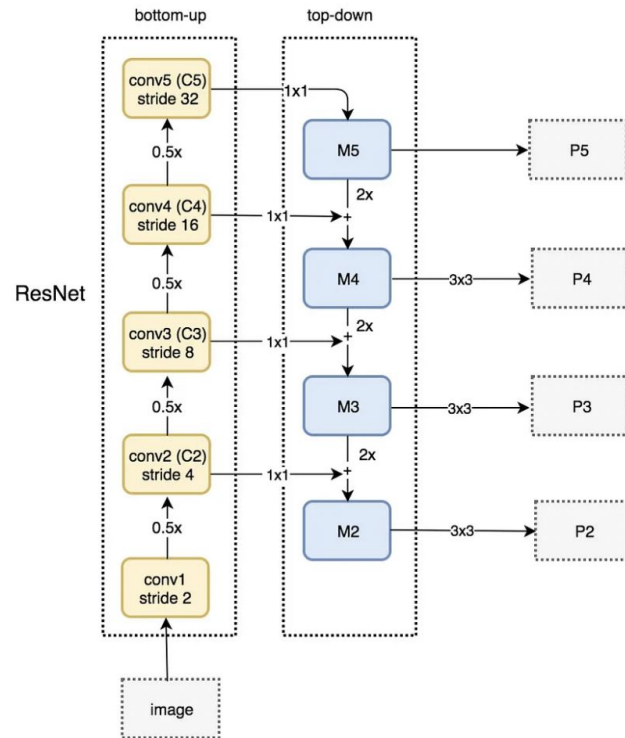 bottom-up
top-down
conv5 (C5)
stride 32
1x1
M5
P5
0.5x
2x
conv4 (C4)
stride 16
1x1
+
M4
3x3
P4
ResNet
0.5x
2x
conv3 (C3)
stride 8
1x1
+
M3
3x3
P3
0.5x
2x
conv2 (C2)
stride 4
1x1
+
M2
3x3
P2
0.5x
conv1
stride 2
image